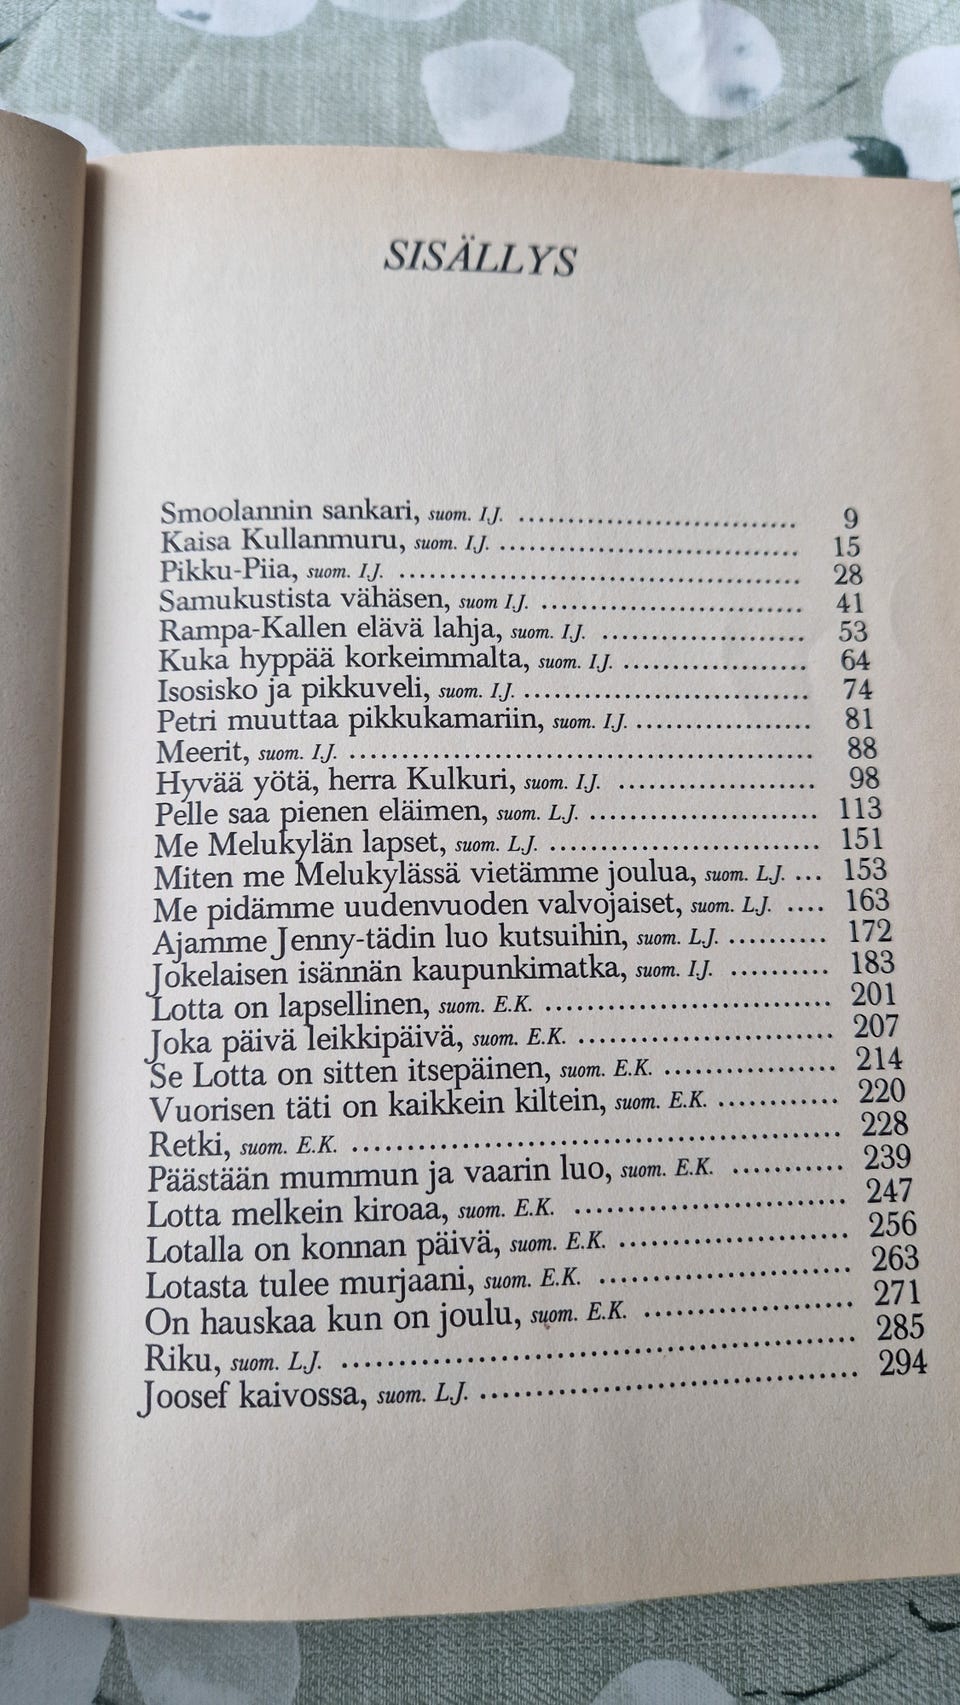 SISÄLLYS
Smoolannin sankari, suom. I.J. ............................ 9
Kaisa Kullanmuru, suom. I.J. .............................. 15
Pikku-Piia, suom. I.J. ........................................ 28
Samukustista vähäsen, suom I.J. .......................... 41
Rampa-Kallen elävä lahja, suom. I.J. .................... 53
Kuka hyppää korkeimmalta, suom. I.J. .................. 64
Isosisko ja pikkuveli, suom. I.J. ............................ 74
Petri muuttaa pikkukamariin, suom. I.J. ................. 81
Meerit, suom. I.J. .............................................. 88
Hyvää yötä, herra Kulkuri, suom. I.J. .................... 98
Pelle saa pienen eläimen, suom. L.J. ...................... 113
Me Melukylän lapset, suom. L.J. .......................... 151
Miten me Melukylässä vietämme joulua, suom. L.J. ... 153
Me pidämme uudenvuoden valvojaiset, suom. L.J. .... 163
Ajamme Jenny-tädin luo kutsuihin, suom. L.J. .......... 172
Jokelaisen isännän kaupunkimatka, suom. I.J. .......... 183
Lotta on lapsellinen, suom. E.K. ............................ 201
Joka päivä leikkipäivä, suom. E.K. ......................... 207
Se Lotta on sitten itsepäinen, suom. E.K. ................. 214
Vuorisen täti on kaikkein kiltein, suom. E.K. ............ 220
Retki, suom. E.K. ............................................... 228
Päästään mummun ja vaarin luo, suom. E.K. ........... 239
Lotta melkein kiroaa, suom. E.K. .......................... 247
Lotalla on konnan päivä, suom. E.K. ...................... 256
Lotasta tulee murjaani, suom. E.K. ........................ 263
On hauskaa kun on joulu, suom. E.K. .................... 271
Riku, suom. L.J. ................................................. 285
Joosef kaivossa, suom. L.J. .................................... 294